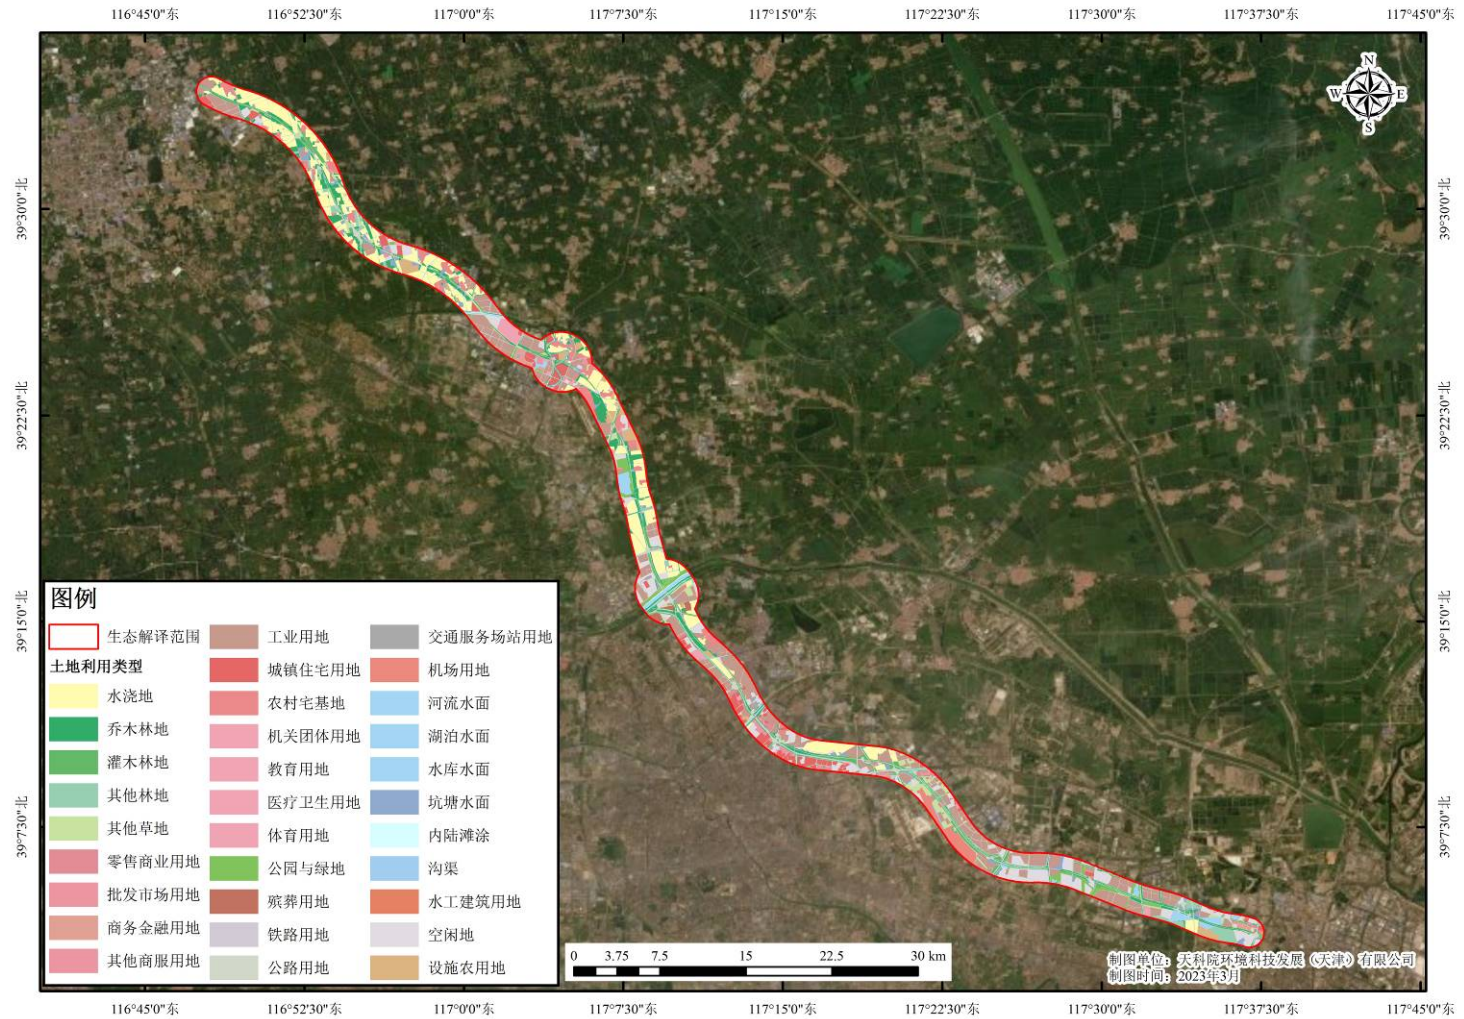 116°45'0"东 116°52'30"东 117°0'0"东 117°7'30"东 117°15'0"东 117°22'30"东 117°30'0"东 117°37'30"东 117°45'0"东
N
W E
S
39°30'0"北 39°30'0"北
39°22'30"北 39°22'30"北
39°15'0"北 39°15'0"北
39°7'30"北 39°7'30"北
图例
生态解译范围
土地利用类型
水浇地
乔木林地
灌木林地
其他林地
其他草地
零售商业用地
批发市场用地
商务金融用地
其他商服用地
工业用地
城镇住宅用地
农村宅基地
机关团体用地
教育用地
医疗卫生用地
体育用地
公园与绿地
殡葬用地
铁路用地
公路用地
交通服务场站用地
机场用地
河流水面
湖泊水面
水库水面
坑塘水面
内陆滩涂
沟渠
水工建筑用地
空闲地
设施农用地
0 3.75 7.5 15 22.5 30 km
制图单位：天科院环境科技发展（天津）有限公司
制图时间：2023年3月
116°45'0"东 116°52'30"东 117°0'0"东 117°7'30"东 117°15'0"东 117°22'30"东 117°30'0"东 117°37'30"东 117°45'0"东